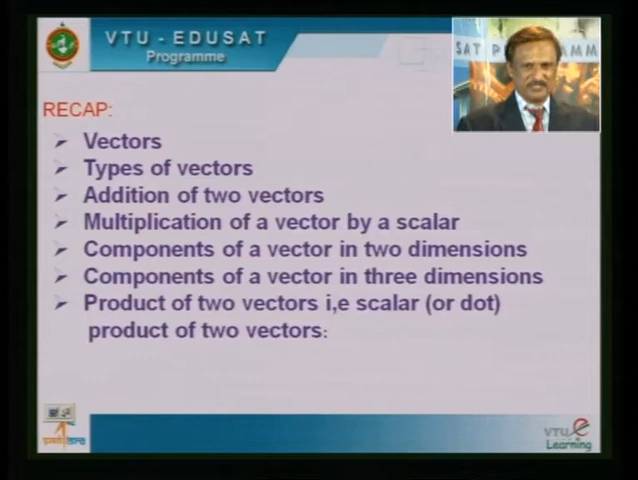 VTU - EDUSAT
Programme
SAT PROGRAMM
RECAP:
➢ Vectors
➢ Types of vectors
➢ Addition of two vectors
➢ Multiplication of a vector by a scalar
➢ Components of a vector in two dimensions
➢ Components of a vector in three dimensions
➢ Product of two vectors i,e scalar (or dot)
product of two vectors:
VTU e
Learning